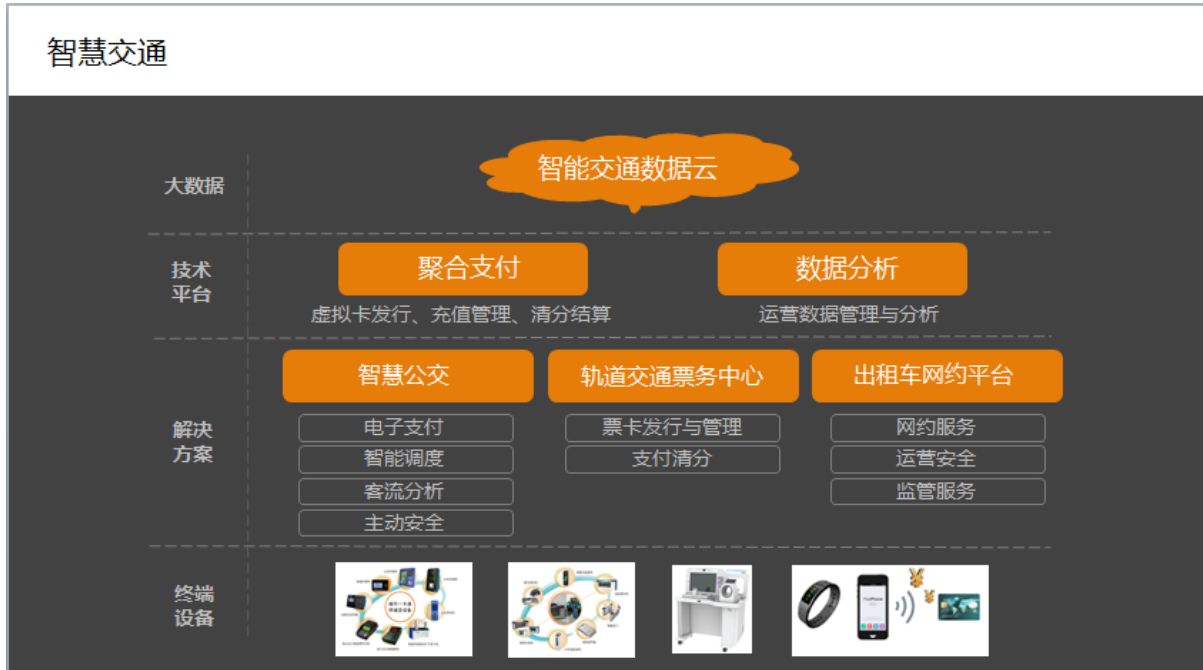 智慧交通
大数据
智能交通数据云
技术
平台
聚合支付
数据分析
虚拟卡发行、充值管理、清分结算
运营数据管理与分析
解决
方案
智慧公交
轨道交通票务中心
出租车网约平台
电子支付
票卡发行与管理
网约服务
智能调度
支付清分
运营安全
客流分析
监管服务
主动安全
终端
设备